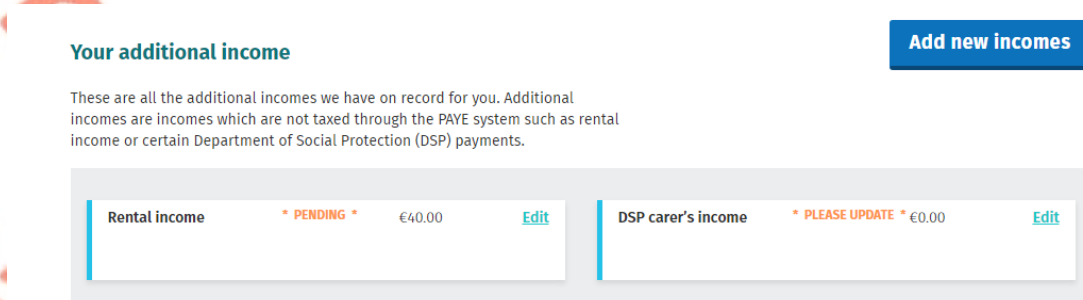 Add new incomes
Your additional income
These are all the additional incomes we have on record for you. Additional
incomes are incomes which are not taxed through the PAYE system such as rental
income or certain Department of Social Protection (DSP) payments.
Rental income * PENDING * €40.00 Edit
DSP carer's income * PLEASE UPDATE * €0.00 Edit